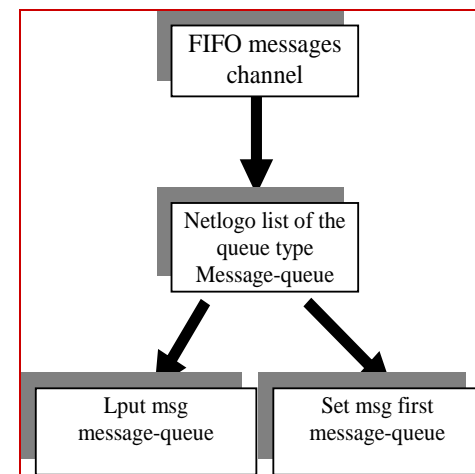 FIFO messages
channel
Netlogo list of the
queue type
Message-queue
Lput msg
message-queue
Set msg first
message-queue